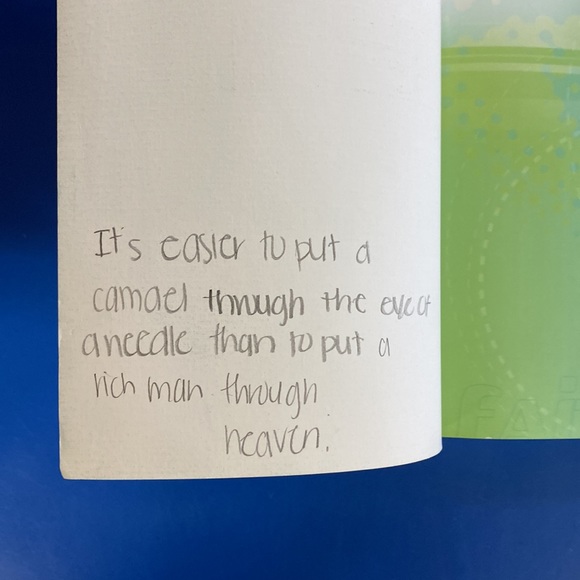 It's easier to put a
camael through the eye of
a needle than to put a
rich man through
heaven.